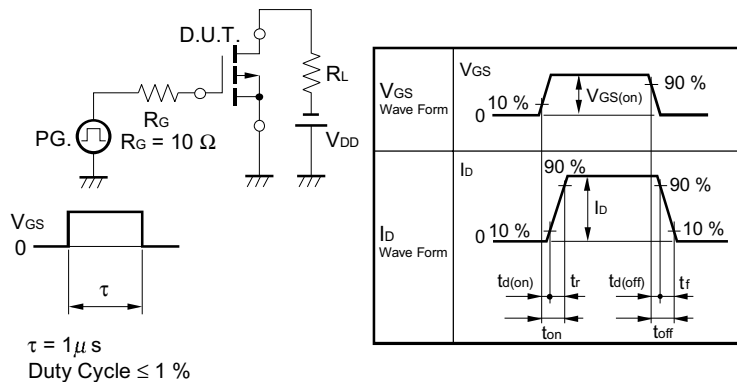 D.U.T.
RL
RG
PG.
RG = 10 Ω
VDD
VGS
0
τ
τ = 1μ s
Duty Cycle ≤ 1 %
VGS
Wave Form
VGS
10 %
0
VGS(on)
90 %
ID
Wave Form
ID
90 %
90 %
ID
0 10 %
10 %
td(on) tr td(off) tf
ton toff